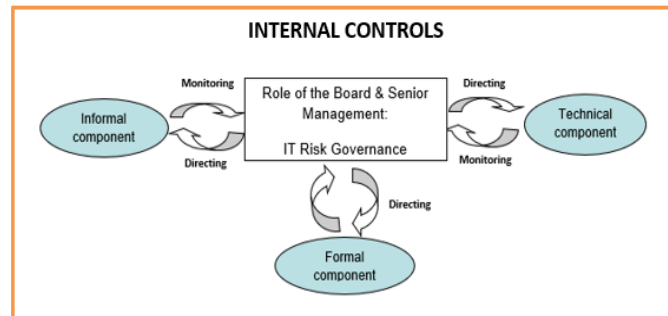 INTERNAL CONTROLS
Monitoring
Directing
Role of the Board & Senior
Management:
IT Risk Governance
Informal
component
Technical
component
Directing
Monitoring
Directing
Formal
component